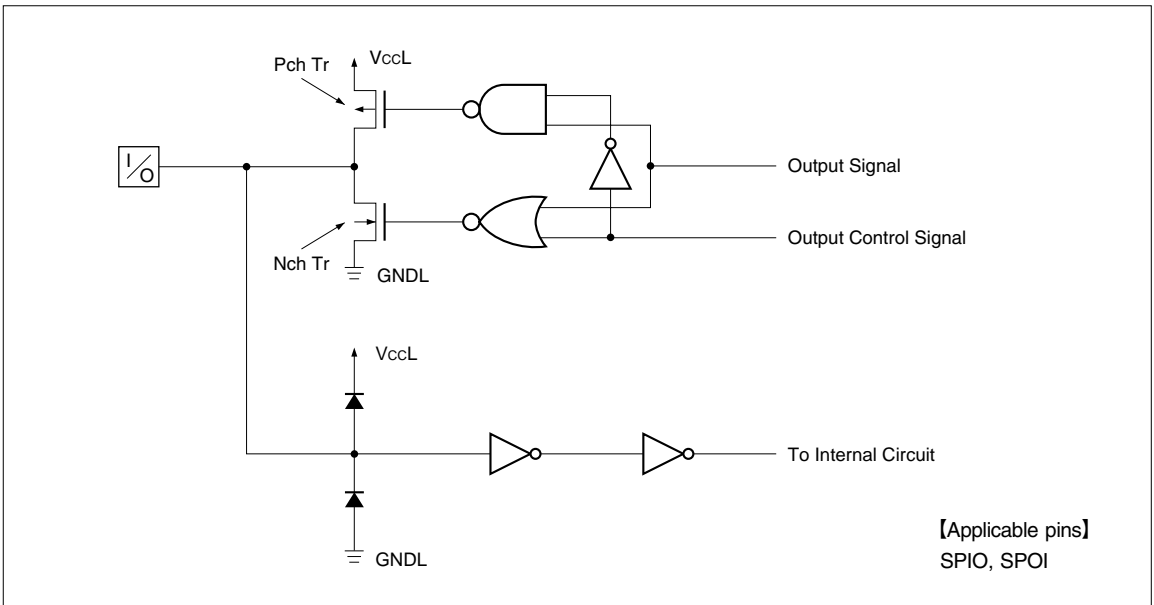 VCCL
Pch Tr
I/O
Output Signal
Output Control Signal
Nch Tr
GNDL
VCCL
To Internal Circuit
GNDL
【Applicable pins】
SPIO, SPOI